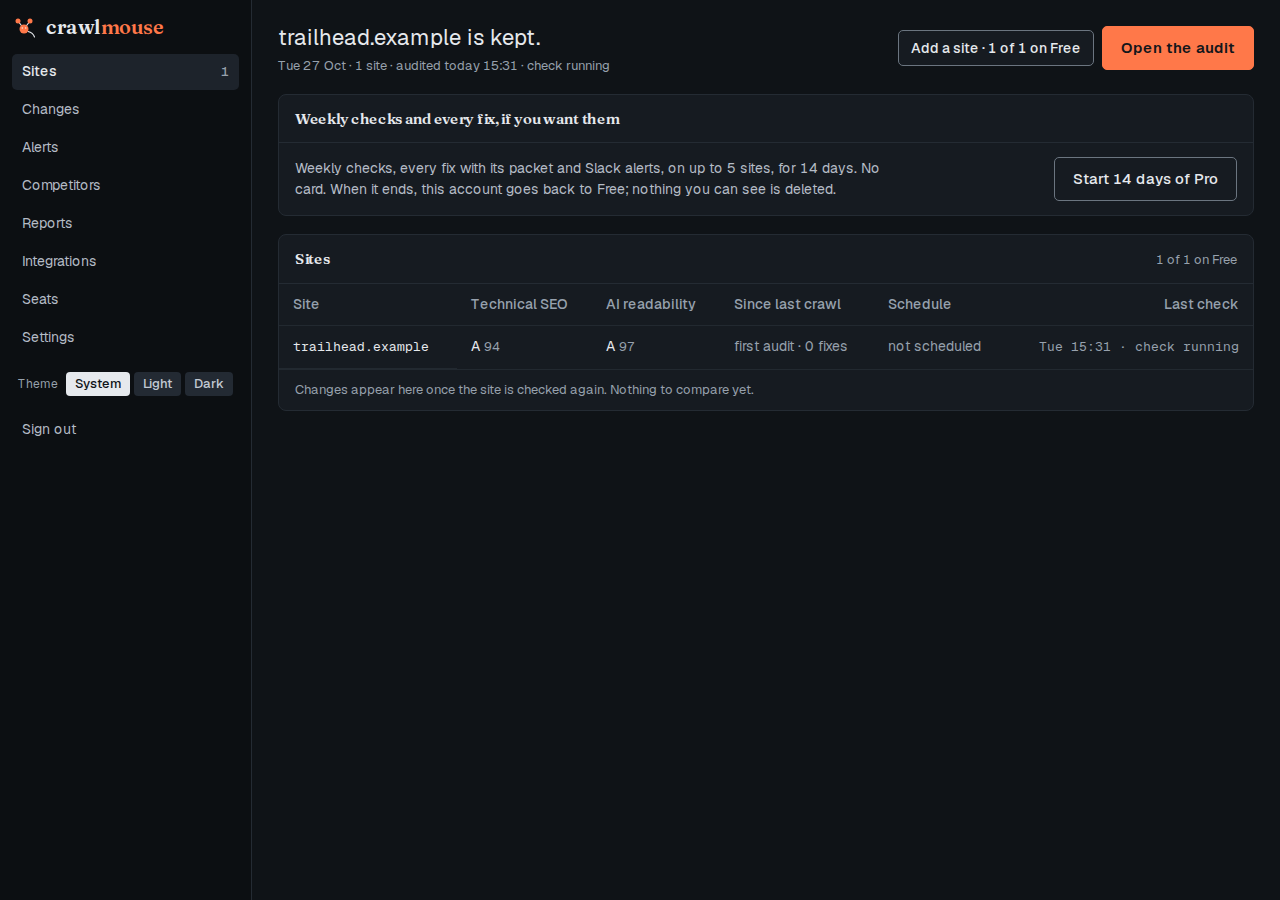 crawlmouse
Sites 1
Changes
Alerts
Competitors
Reports
Integrations
Seats
Settings
Theme System Light Dark
Sign out
trailhead.example is kept.
Tue 27 Oct · 1 site · audited today 15:31 · check running
Add a site · 1 of 1 on Free
Open the audit
Weekly checks and every fix, if you want them
Weekly checks, every fix with its packet and Slack alerts, on up to 5 sites, for 14 days. No
card. When it ends, this account goes back to Free; nothing you can see is deleted.
Start 14 days of Pro
Sites 1 of 1 on Free
Site Technical SEO AI readability Since last crawl Schedule Last check
trailhead.example A 94 A 97 first audit · 0 fixes not scheduled Tue 15:31 · check running
Changes appear here once the site is checked again. Nothing to compare yet.